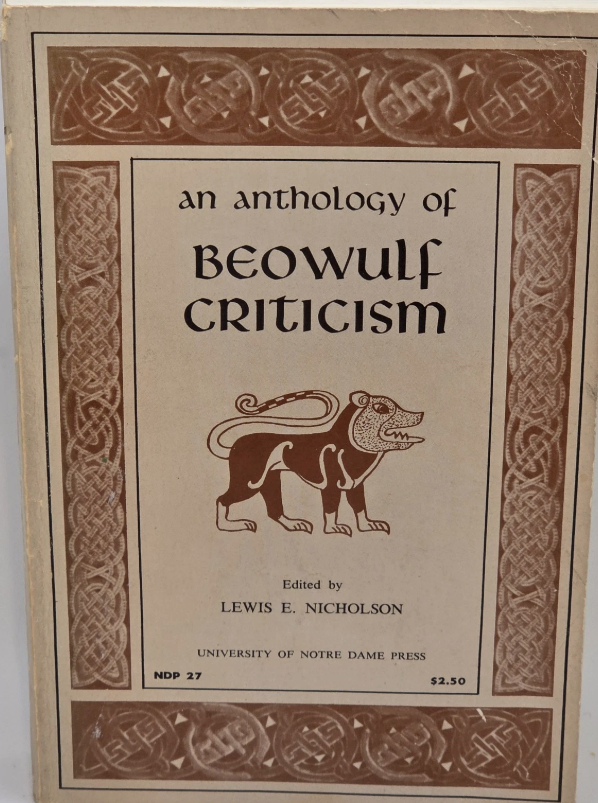 an anthology of
BEOWULF
CRITICISM
Edited by
LEWIS E. NICHOLSON
UNIVERSITY OF NOTRE DAME PRESS
NDP 27
$2.50